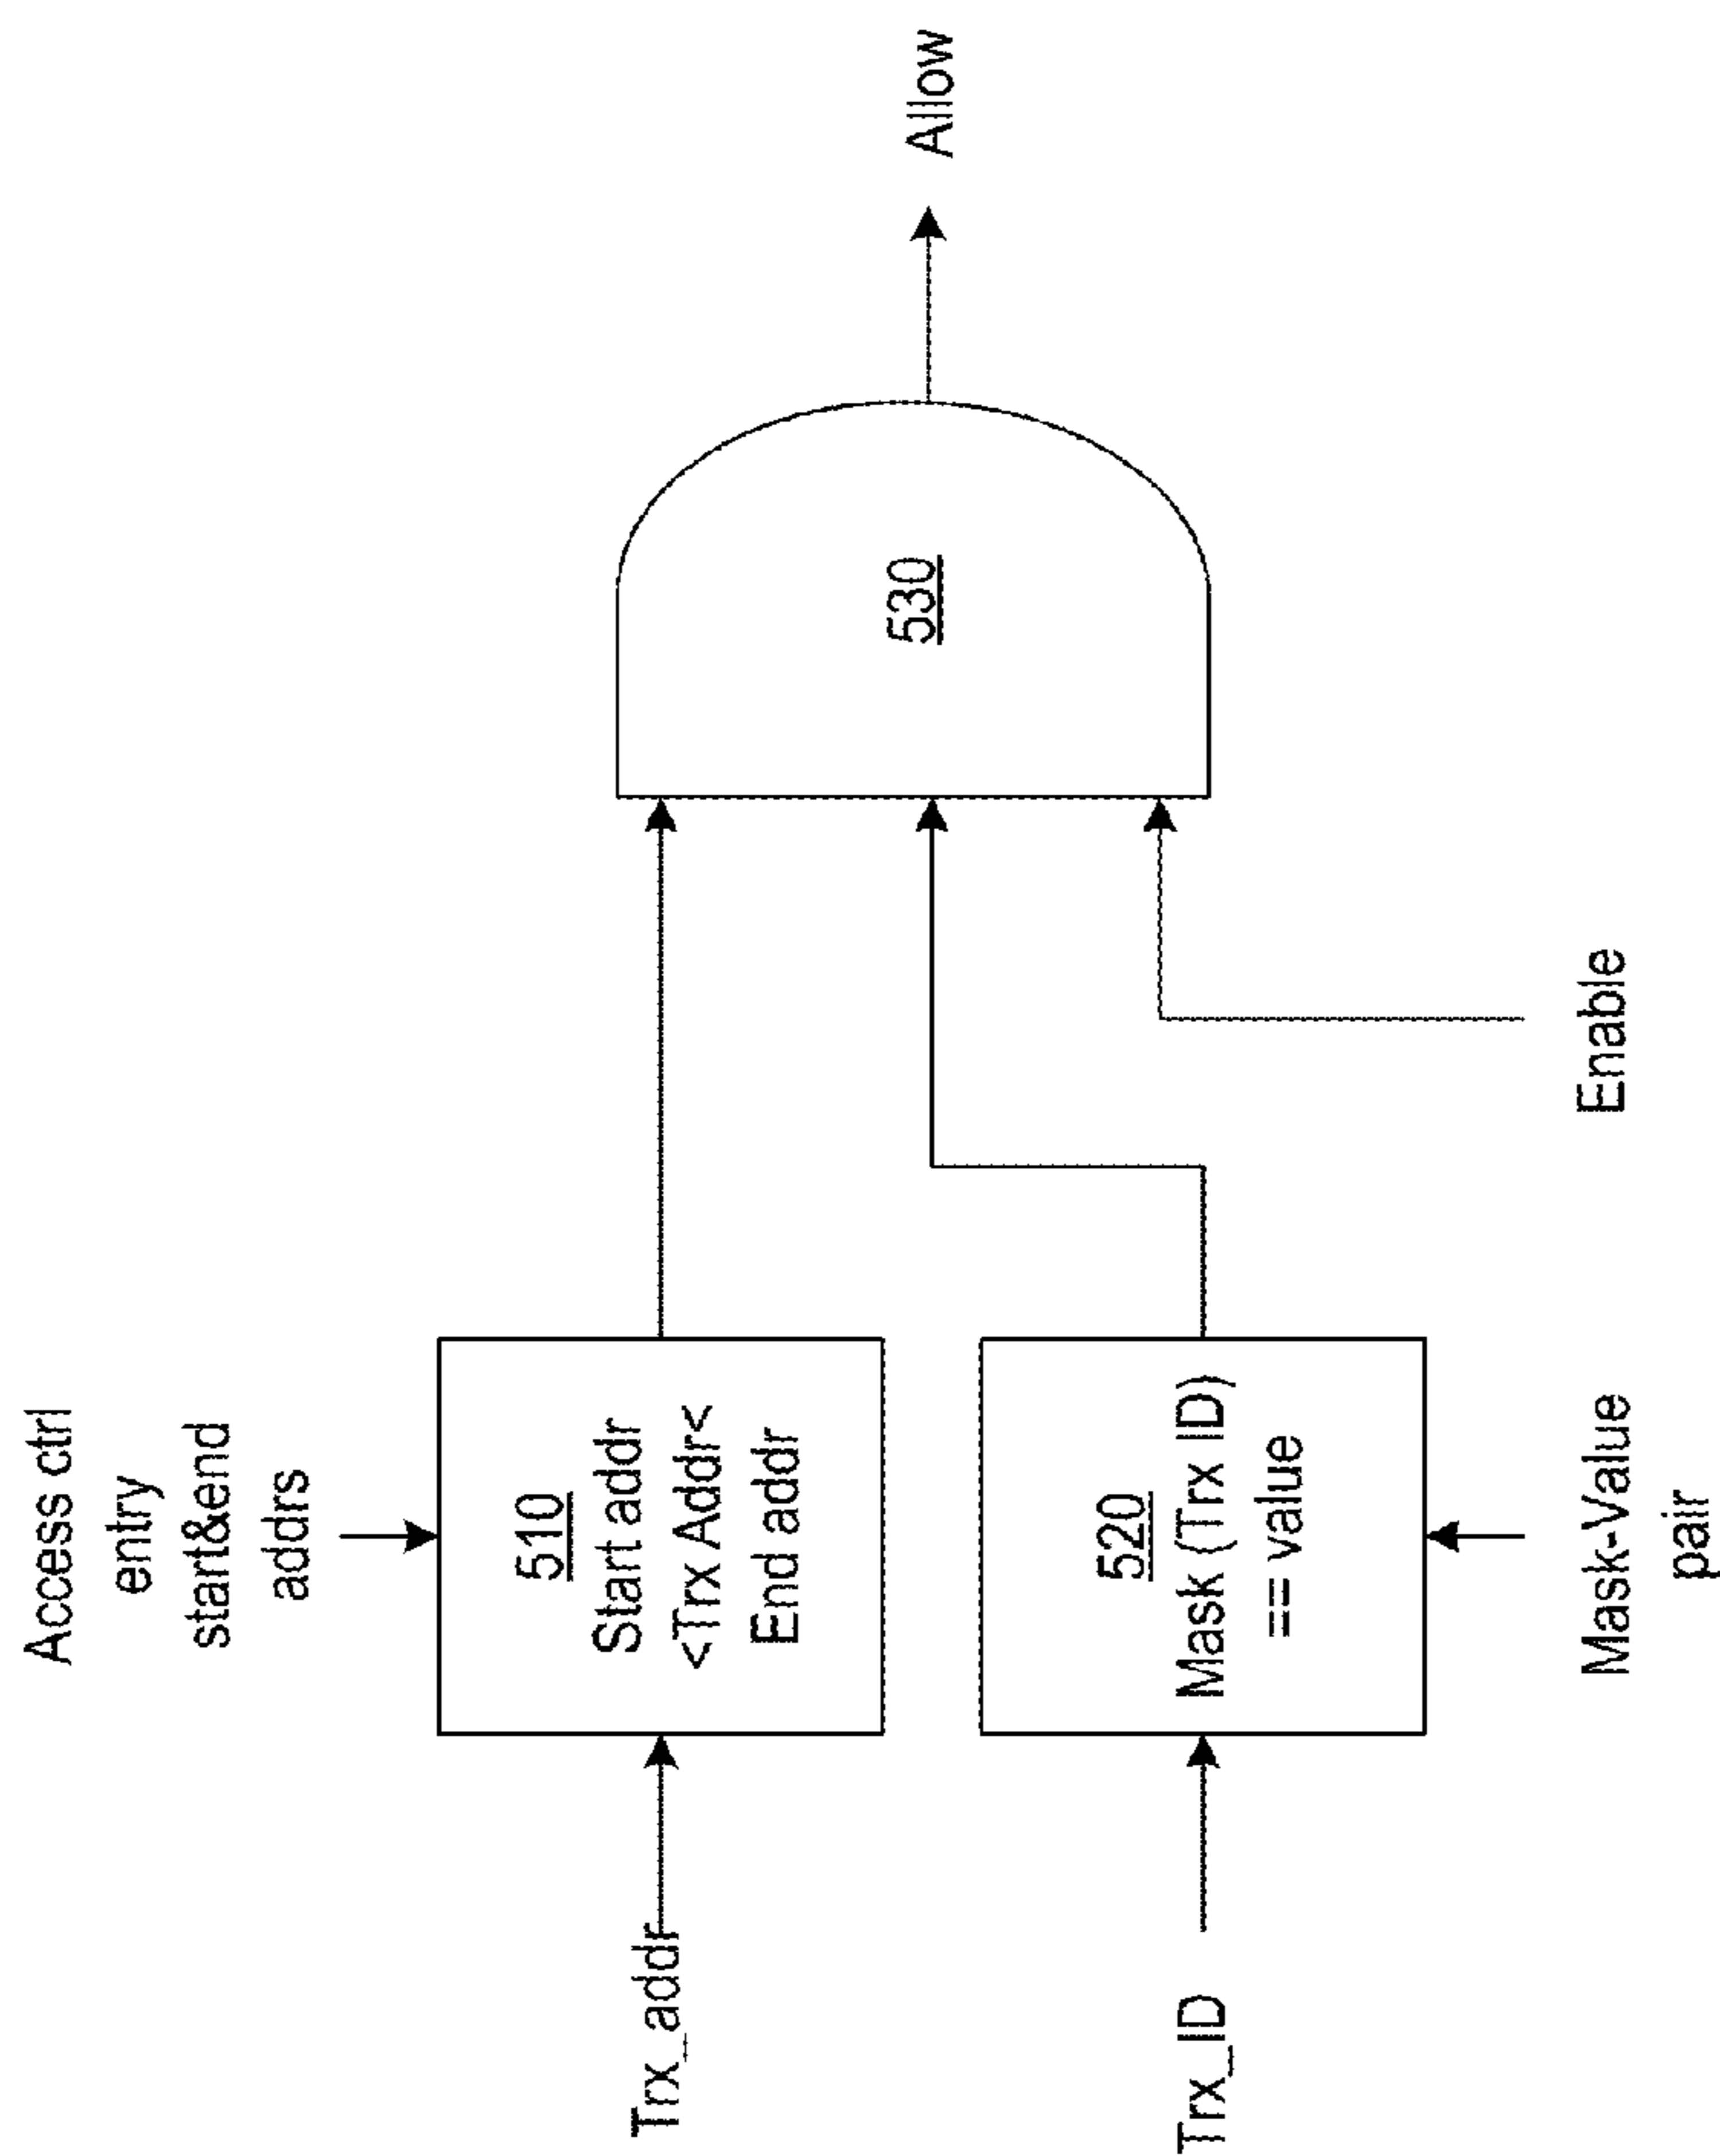 Access ctrl
entry
start&end
addrs
Trx_addr
510
Start addr
<Trx Addr<
End addr
530
Allow
Trx_ID
520
Mask (Trx ID)
== value
Mask-Value
pair
Enable